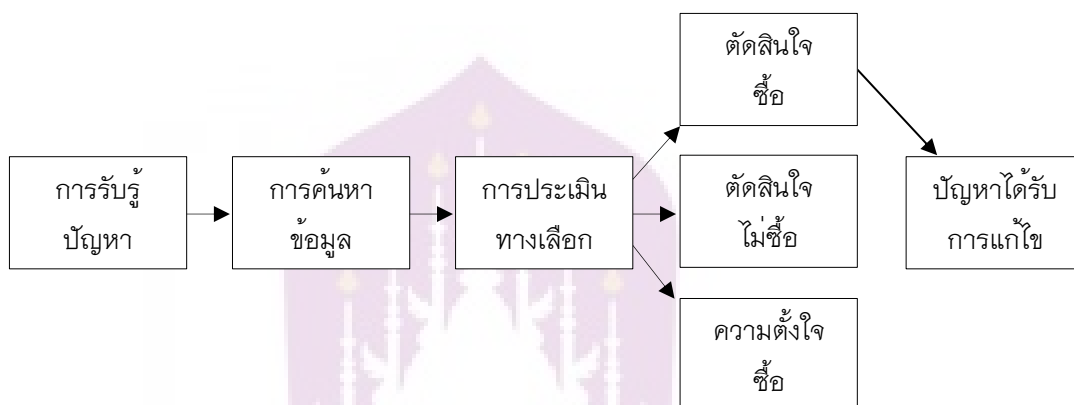 การรับรู้
ปัญหา
การค้นหา
ข้อมูล
การประเมิน
ทางเลือก
ตัดสินใจ
ซื้อ
ตัดสินใจ
ไม่ซื้อ
ความตั้งใจ
ซื้อ
ปัญหาได้รับ
การแก้ไข